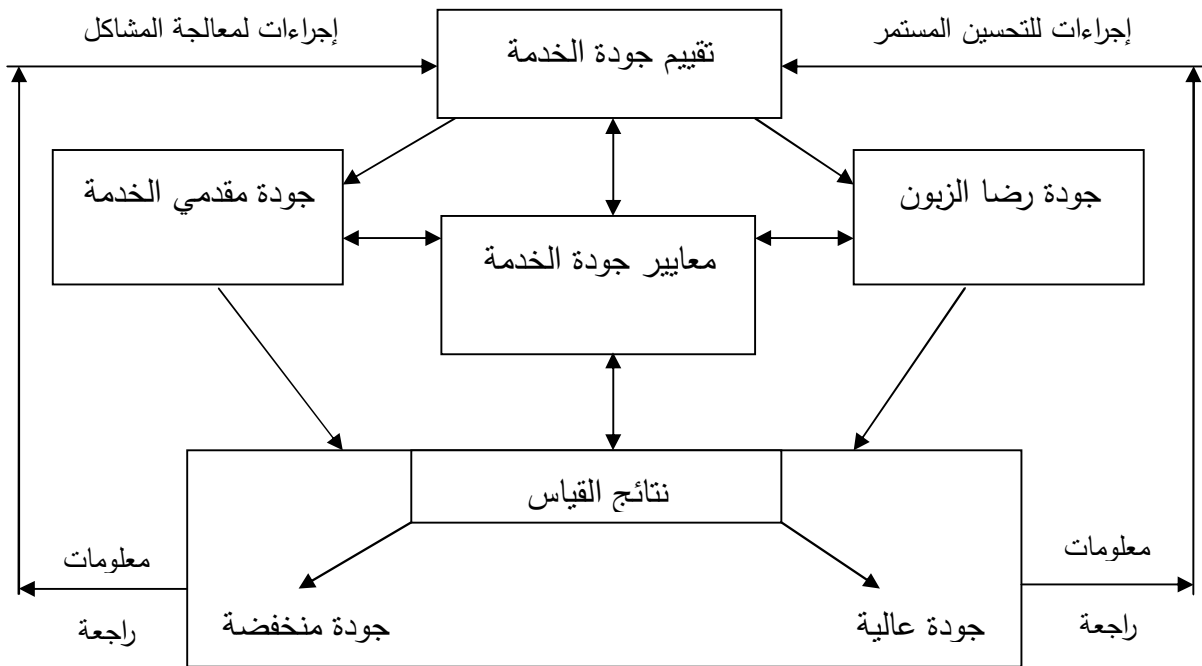 إجراءات للتحسين المستمر
إجراءات لمعالجة المشاكل
تقييم جودة الخدمة
جودة رضا الزبون
جودة مقدمي الخدمة
معايير جودة الخدمة
نتائج القياس
معلومات
راجعة
معلومات
راجعة
جودة عالية
جودة منخفضة